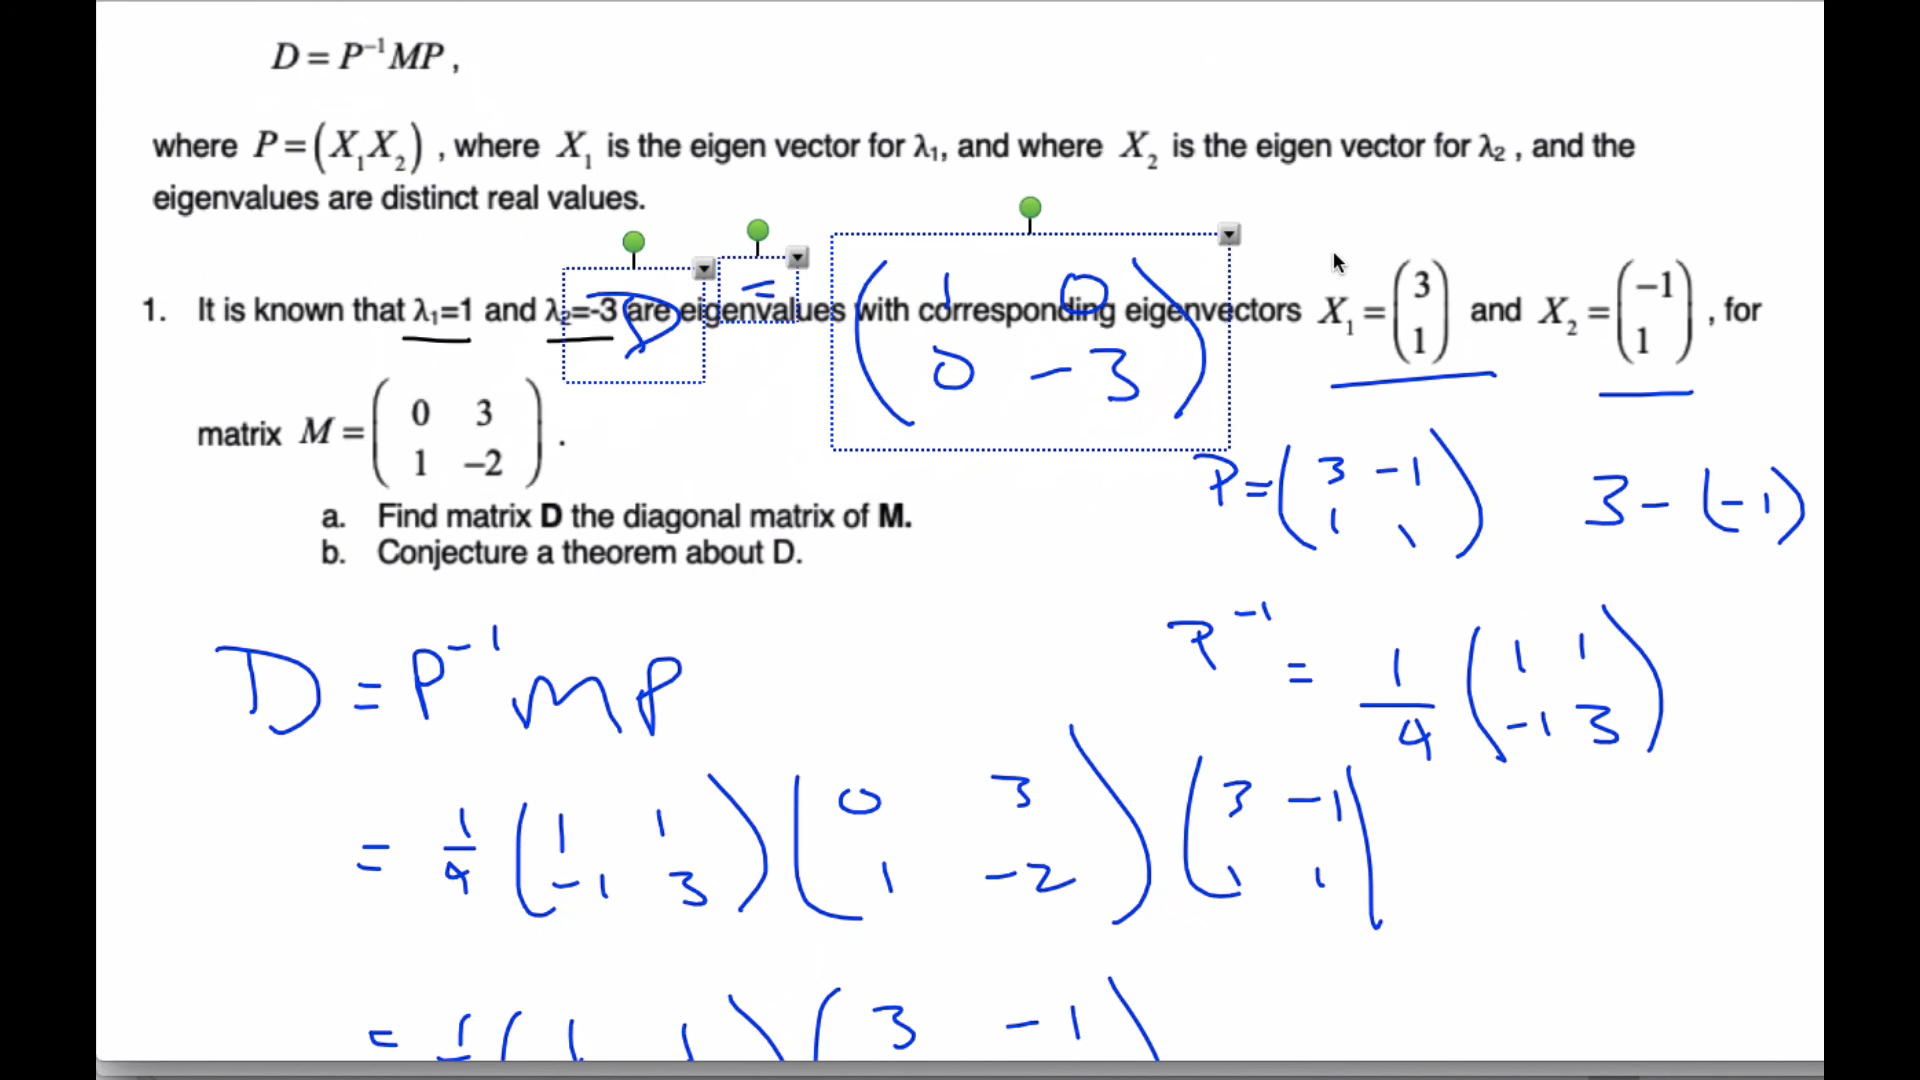 D = P⁻¹MP ,
where P = (X₁X₂) , where X₁ is the eigen vector for λ₁, and where X₂ is the eigen vector for λ₂ , and the
eigenvalues are distinct real values.
1. It is known that λ₁=1 and λ₂=-3 are eigenvalues with corresponding eigenvectors X₁ = (3 1) and X₂ = (−1 1) , for
D = (1 0
0 −3)
matrix M = (0 3
1 −2) .
P = (3 −1
1 1)
3 − (−1)
a. Find matrix D the diagonal matrix of M.
b. Conjecture a theorem about D.
D = P⁻¹ M P
P⁻¹ = 1/4 (1 1
−1 3)
= 1/4 (1 1
−1 3) (0 3
1 −2) (3 −1
1 1)
= ( 1 1 ) ( 3 −1 )